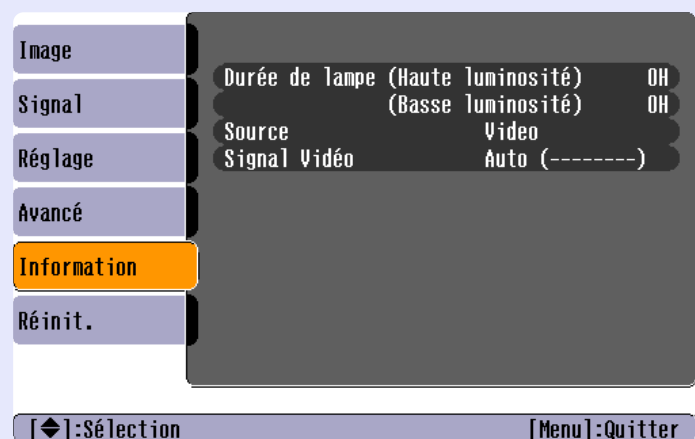 Image
Signal
Réglage
Avancé
Information
Réinit.
Durée de lampe (Haute luminosité) 0H
(Basse luminosité) 0H
Source Video
Signal Vidéo Auto (--------)
[◆]:Sélection [Menu]:Quitter